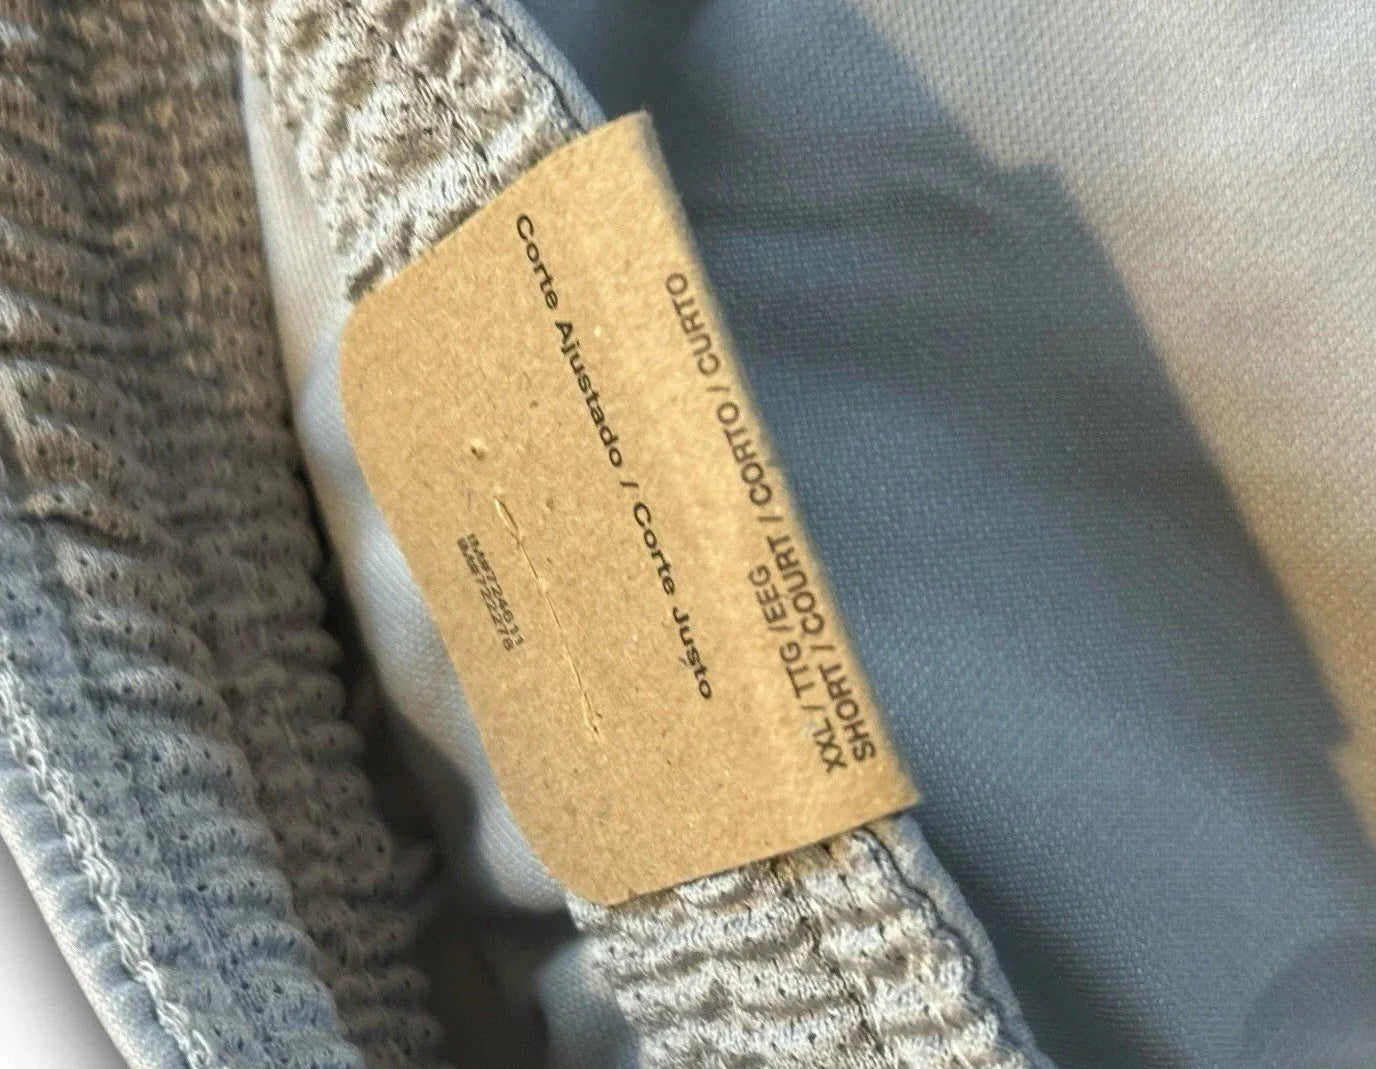 Corte Ajustado / Corte Justo
XXL / TTG / EEG
SHORT / COURT / CORTO / CURTO